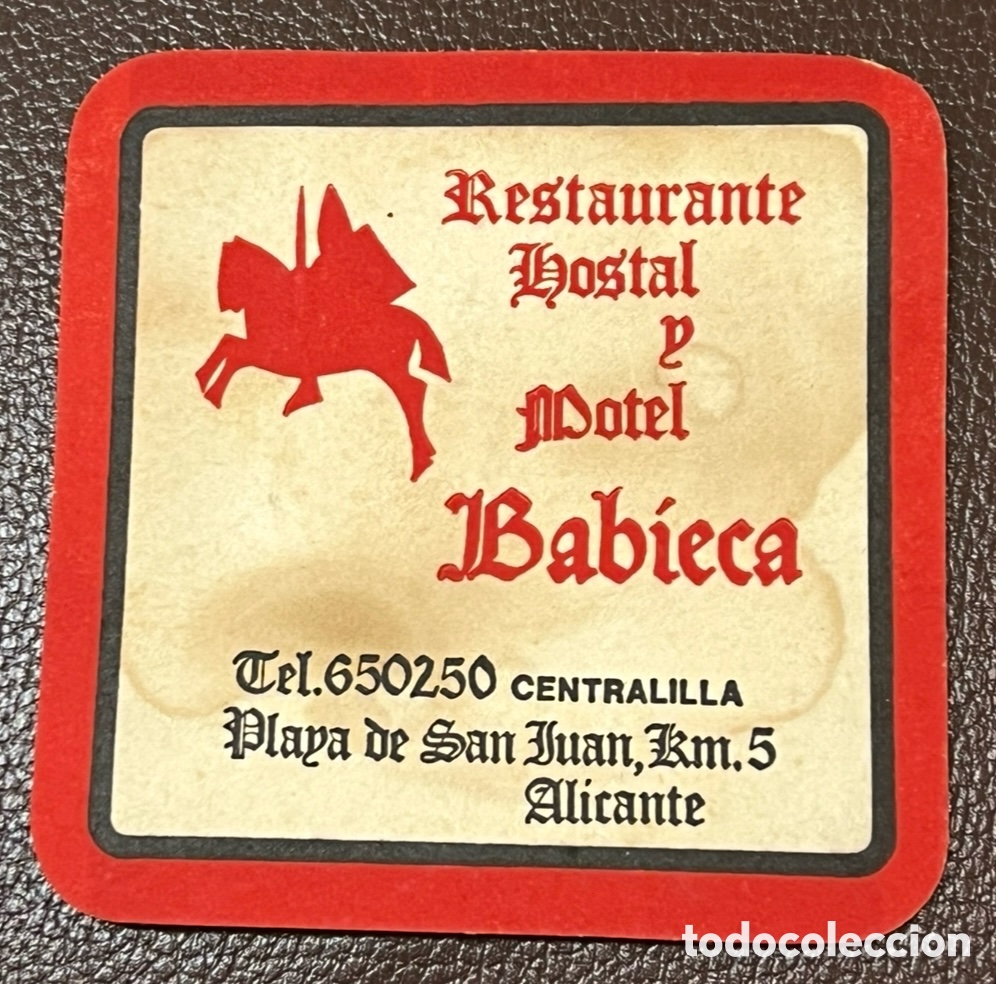 Restaurante
Hostal
y
Motel
Babieca
Tel.650250 CENTRALILLA
Playa de San Juan, Km.5
Alicante
todocoleccion